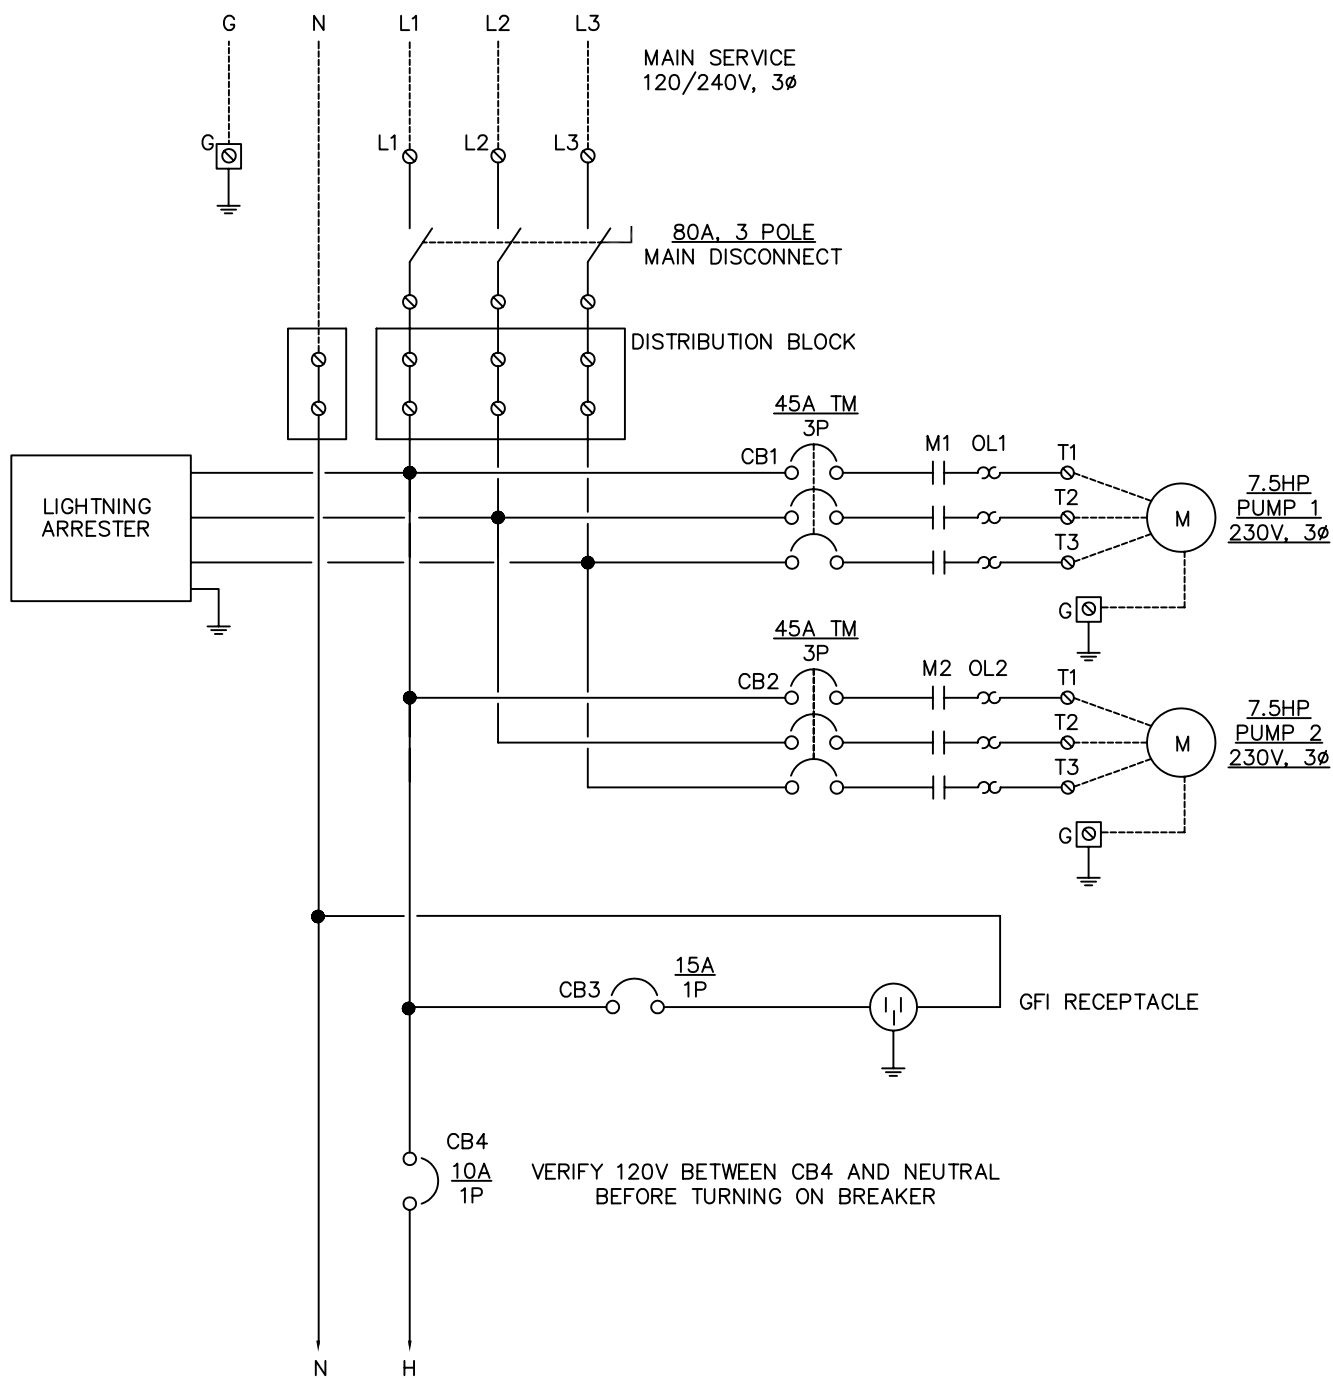 G N L1 L2 L3
MAIN SERVICE
120/240V, 3ø
G L1 L2 L3
80A, 3 POLE
MAIN DISCONNECT
DISTRIBUTION BLOCK
LIGHTNING
ARRESTER
45A TM
3P
CB1 M1 OL1 T1
T2
T3
M
7.5HP
PUMP 1
230V, 3ø
G
45A TM
3P
CB2 M2 OL2 T1
T2
T3
M
7.5HP
PUMP 2
230V, 3ø
G
CB3
15A
1P
GFI RECEPTACLE
CB4
10A
1P
VERIFY 120V BETWEEN CB4 AND NEUTRAL
BEFORE TURNING ON BREAKER
N H